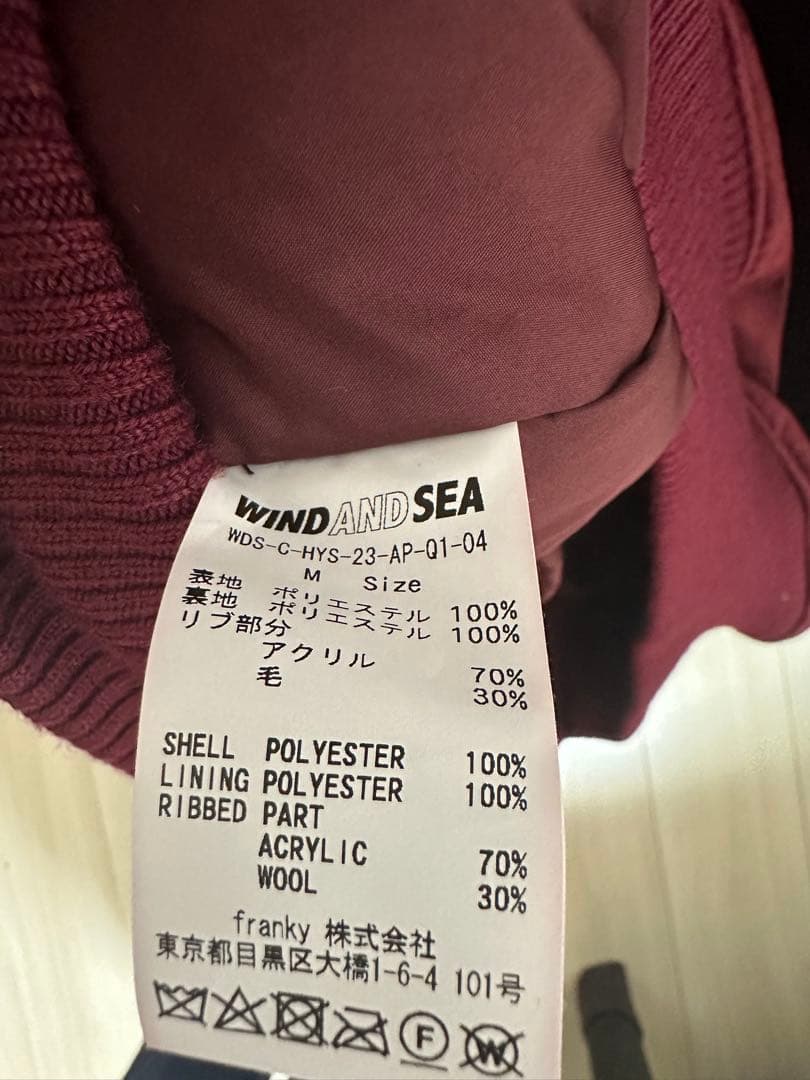 WIND AND SEA
WDS-C-HYS-23-AP-Q1-04
M Size
表地 ポリエステル 100%
裏地 ポリエステル 100%
リブ部分
アクリル 70%
毛 30%
SHELL POLYESTER 100%
LINING POLYESTER 100%
RIBBED PART
ACRYLIC 70%
WOOL 30%
franky 株式会社
東京都目黒区大橋1-6-4 101号
F W